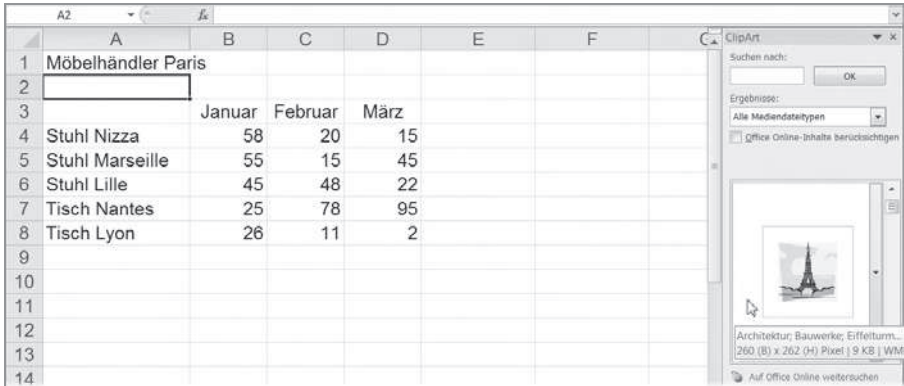 A2 fx
A B C D E F G
1 Möbelhändler Paris
2
3 Januar Februar März
4 Stuhl Nizza 58 20 15
5 Stuhl Marseille 55 15 45
6 Stuhl Lille 45 48 22
7 Tisch Nantes 25 78 95
8 Tisch Lyon 26 11 2
9
10
11
12
13
14
ClipArt
Suchen nach:
OK
Ergebnisse:
Alle Mediendateitypen
Office Online-Inhalte berücksichtigen
Architektur; Bauwerke; Eiffelturm...
260 (B) x 262 (H) Pixel | 9 KB | WM
Auf Office Online weitersuchen